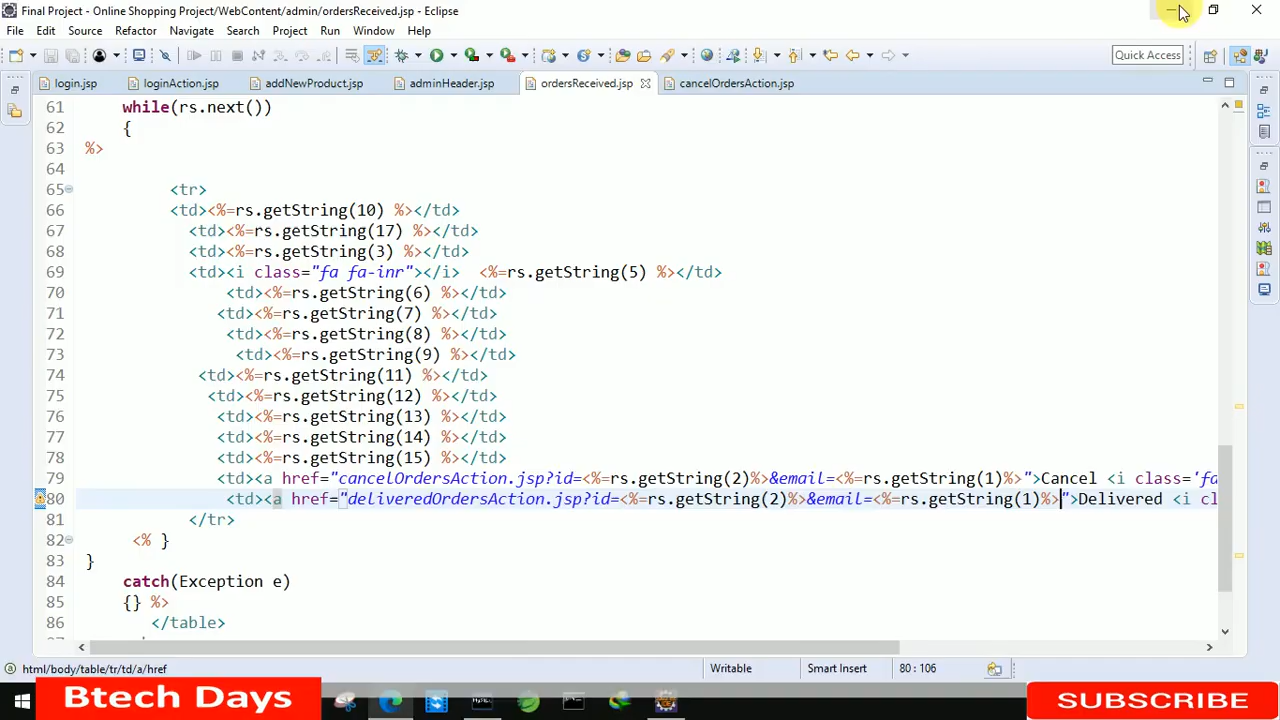 Final Project - Online Shopping Project/WebContent/admin/ordersReceived.jsp - Eclipse
File Edit Source Refactor Navigate Search Project Run Window Help
Quick Access
login.jsp loginAction.jsp addNewProduct.jsp adminHeader.jsp ordersReceived.jsp cancelOrdersAction.jsp
61 while(rs.next())
62 {
63 %>
64
65 <tr>
66 <td><%=rs.getString(10) %></td>
67 <td><%=rs.getString(17) %></td>
68 <td><%=rs.getString(3) %></td>
69 <td><i class="fa fa-inr"></i> <%=rs.getString(5) %></td>
70 <td><%=rs.getString(6) %></td>
71 <td><%=rs.getString(7) %></td>
72 <td><%=rs.getString(8) %></td>
73 <td><%=rs.getString(9) %></td>
74 <td><%=rs.getString(11) %></td>
75 <td><%=rs.getString(12) %></td>
76 <td><%=rs.getString(13) %></td>
77 <td><%=rs.getString(14) %></td>
78 <td><%=rs.getString(15) %></td>
79 <td><a href="cancelOrdersAction.jsp?id=<%=rs.getString(2)%>&email=<%=rs.getString(1)%>">Cancel <i class='fa
80 <td><a href="deliveredOrdersAction.jsp?id=<%=rs.getString(2)%>&email=<%=rs.getString(1)%>">Delivered <i cl
81 </tr>
82 <% }
83 }
84 catch(Exception e)
85 {} %>
86 </table>
html/body/table/tr/td/a/href Writable Smart Insert 80 : 106
Btech Days
SUBSCRIBE